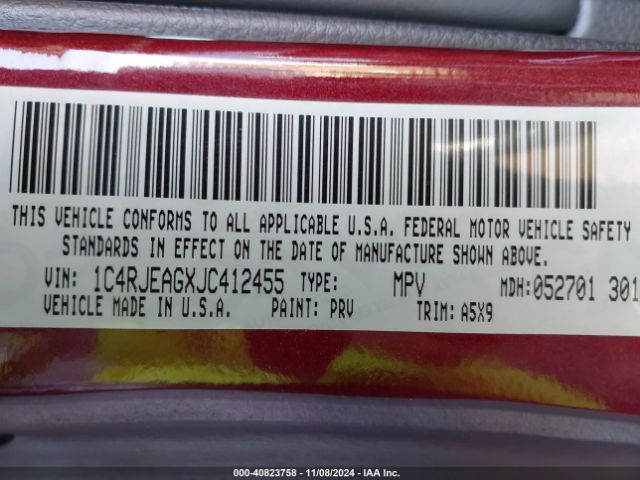 THIS VEHICLE CONFORMS TO ALL APPLICABLE U.S.A. FEDERAL MOTOR VEHICLE SAFETY
STANDARDS IN EFFECT ON THE DATE OF MANUFACTURE SHOWN ABOVE.
VIN: 1C4RJEAGXJC412455 TYPE: MPV MDH:052701 301
VEHICLE MADE IN U.S.A. PAINT: PRV TRIM: A5X9
00 - 40823758 - 11/08/2024 - IAA Inc.